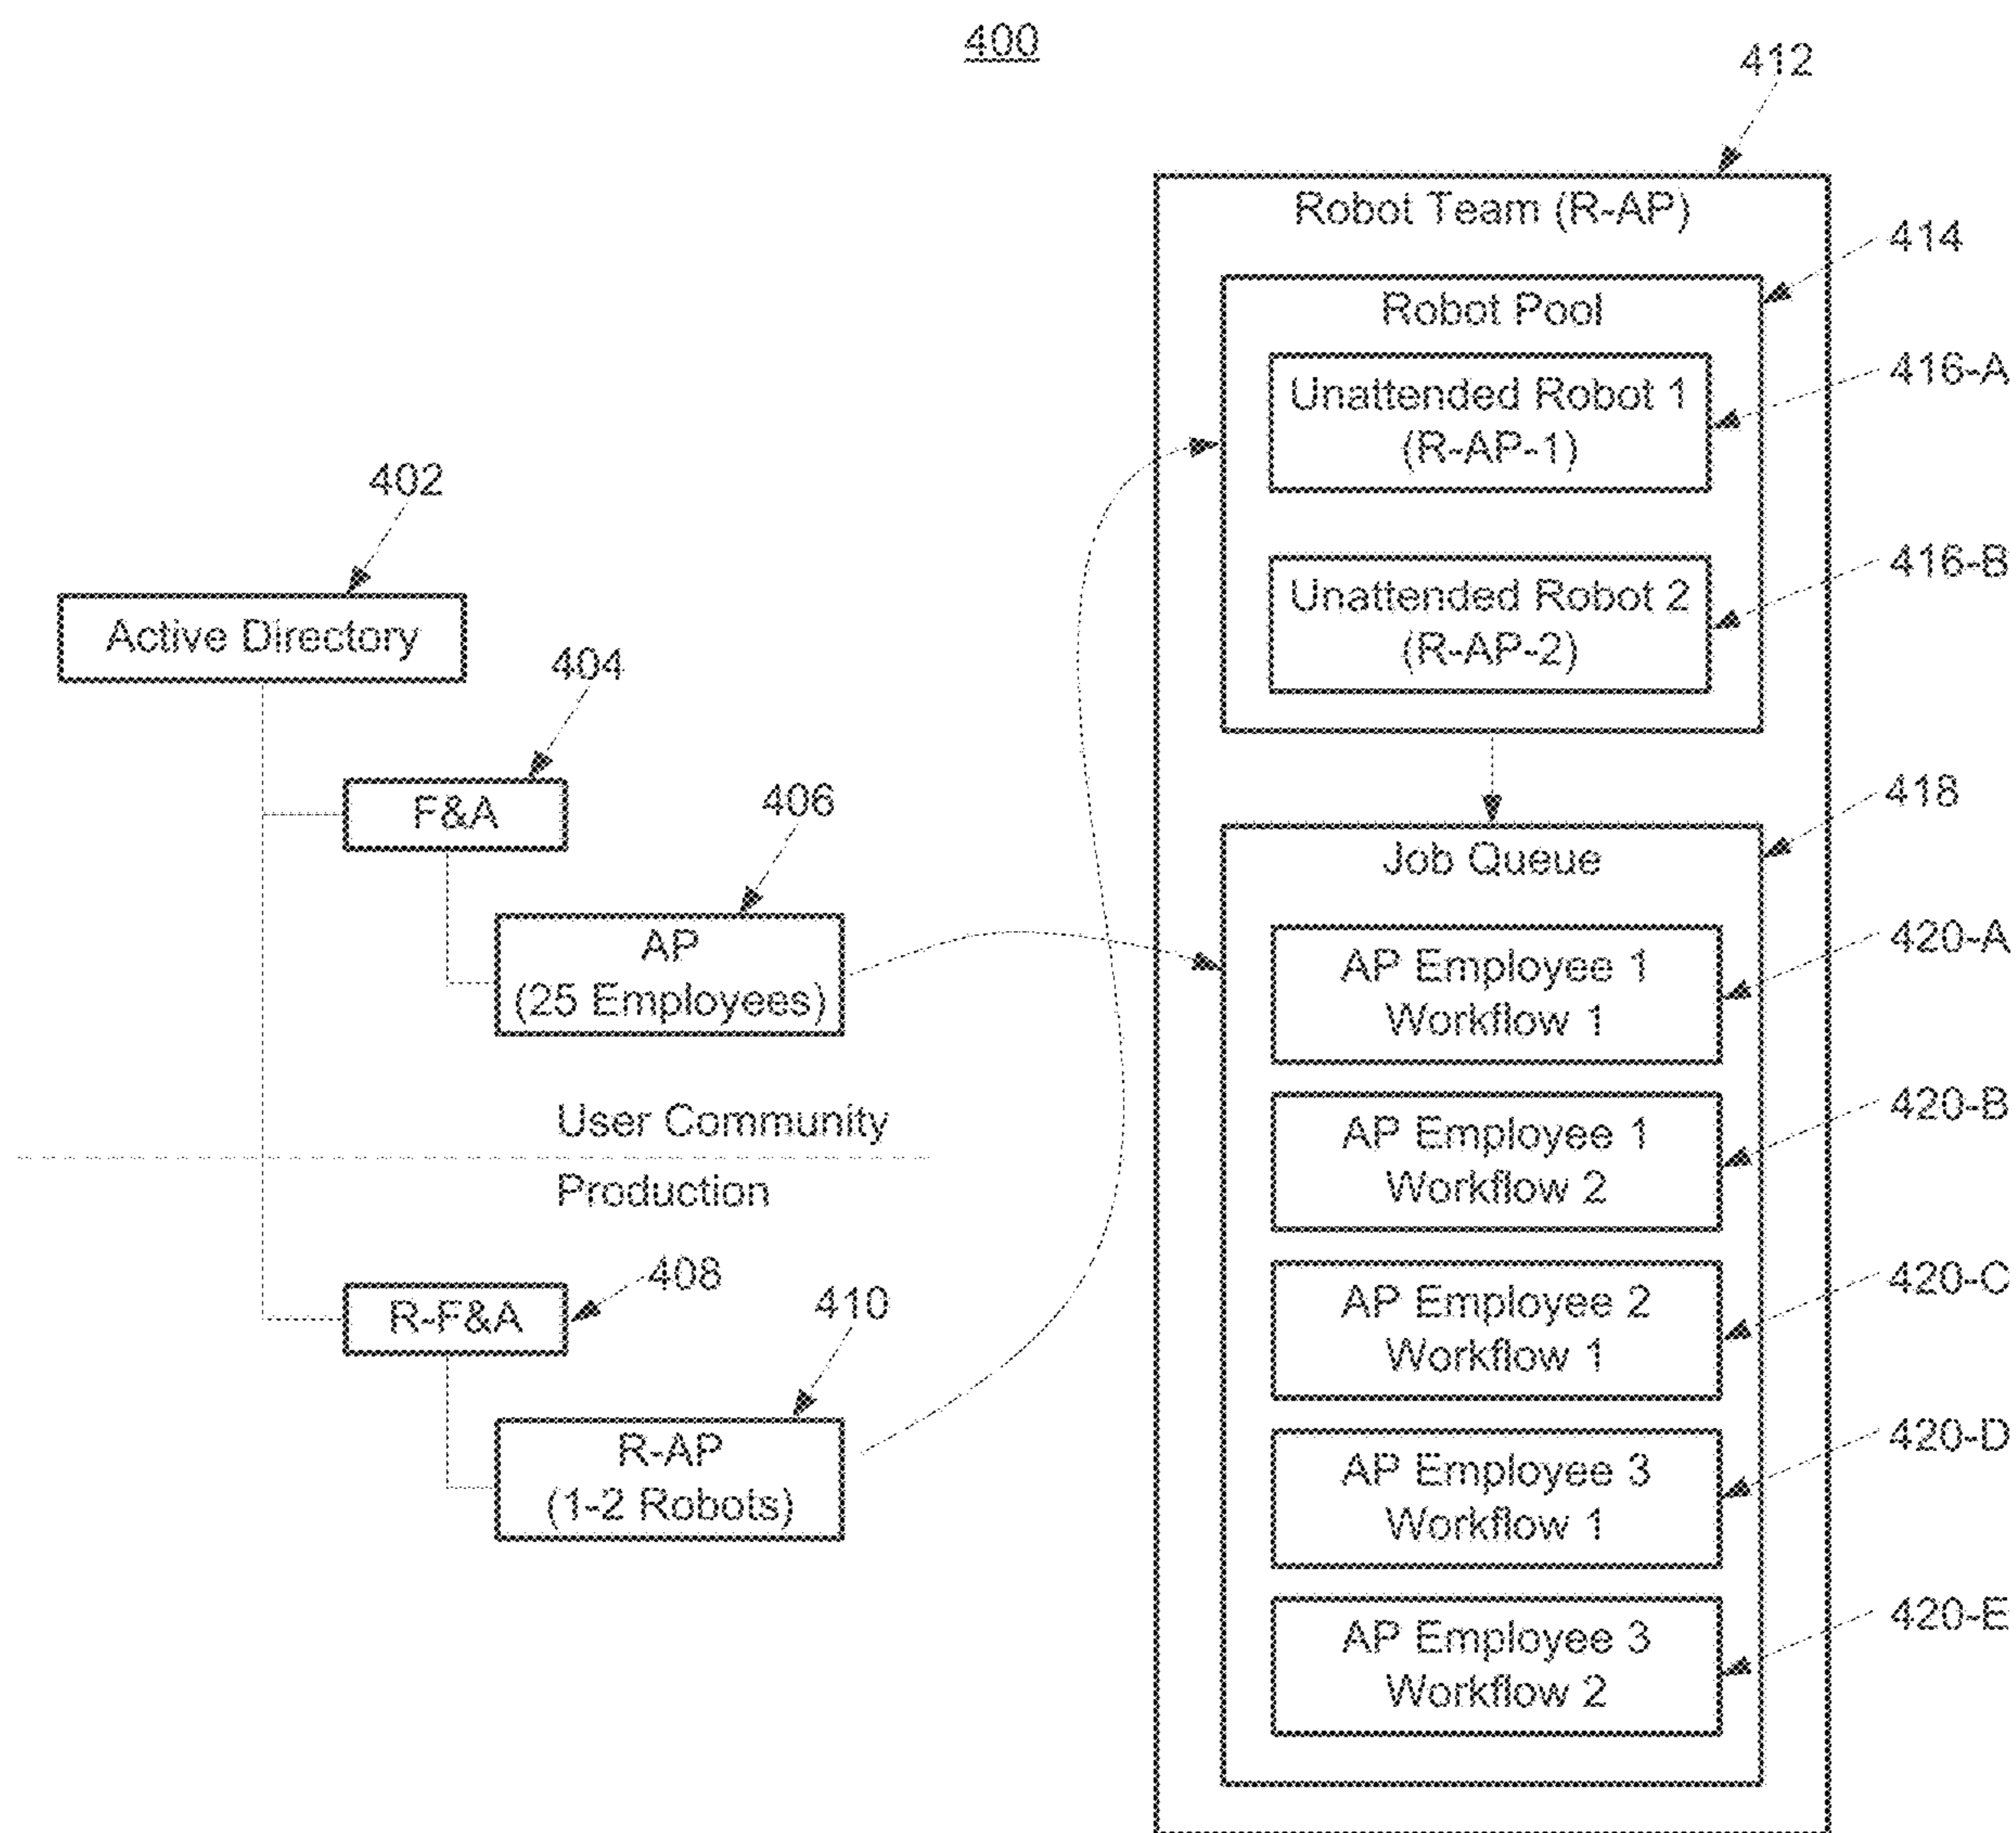 400
412
Robot Team (R-AP)
414
Robot Pool
416-A
Unattended Robot 1
(R-AP-1)
416-B
Unattended Robot 2
(R-AP-2)
402
Active Directory
404
F&A
406
AP
(25 Employees)
User Community
Production
408
R-F&A
410
R-AP
(1-2 Robots)
418
Job Queue
420-A
AP Employee 1
Workflow 1
420-B
AP Employee 1
Workflow 2
420-C
AP Employee 2
Workflow 1
420-D
AP Employee 3
Workflow 1
420-E
AP Employee 3
Workflow 2